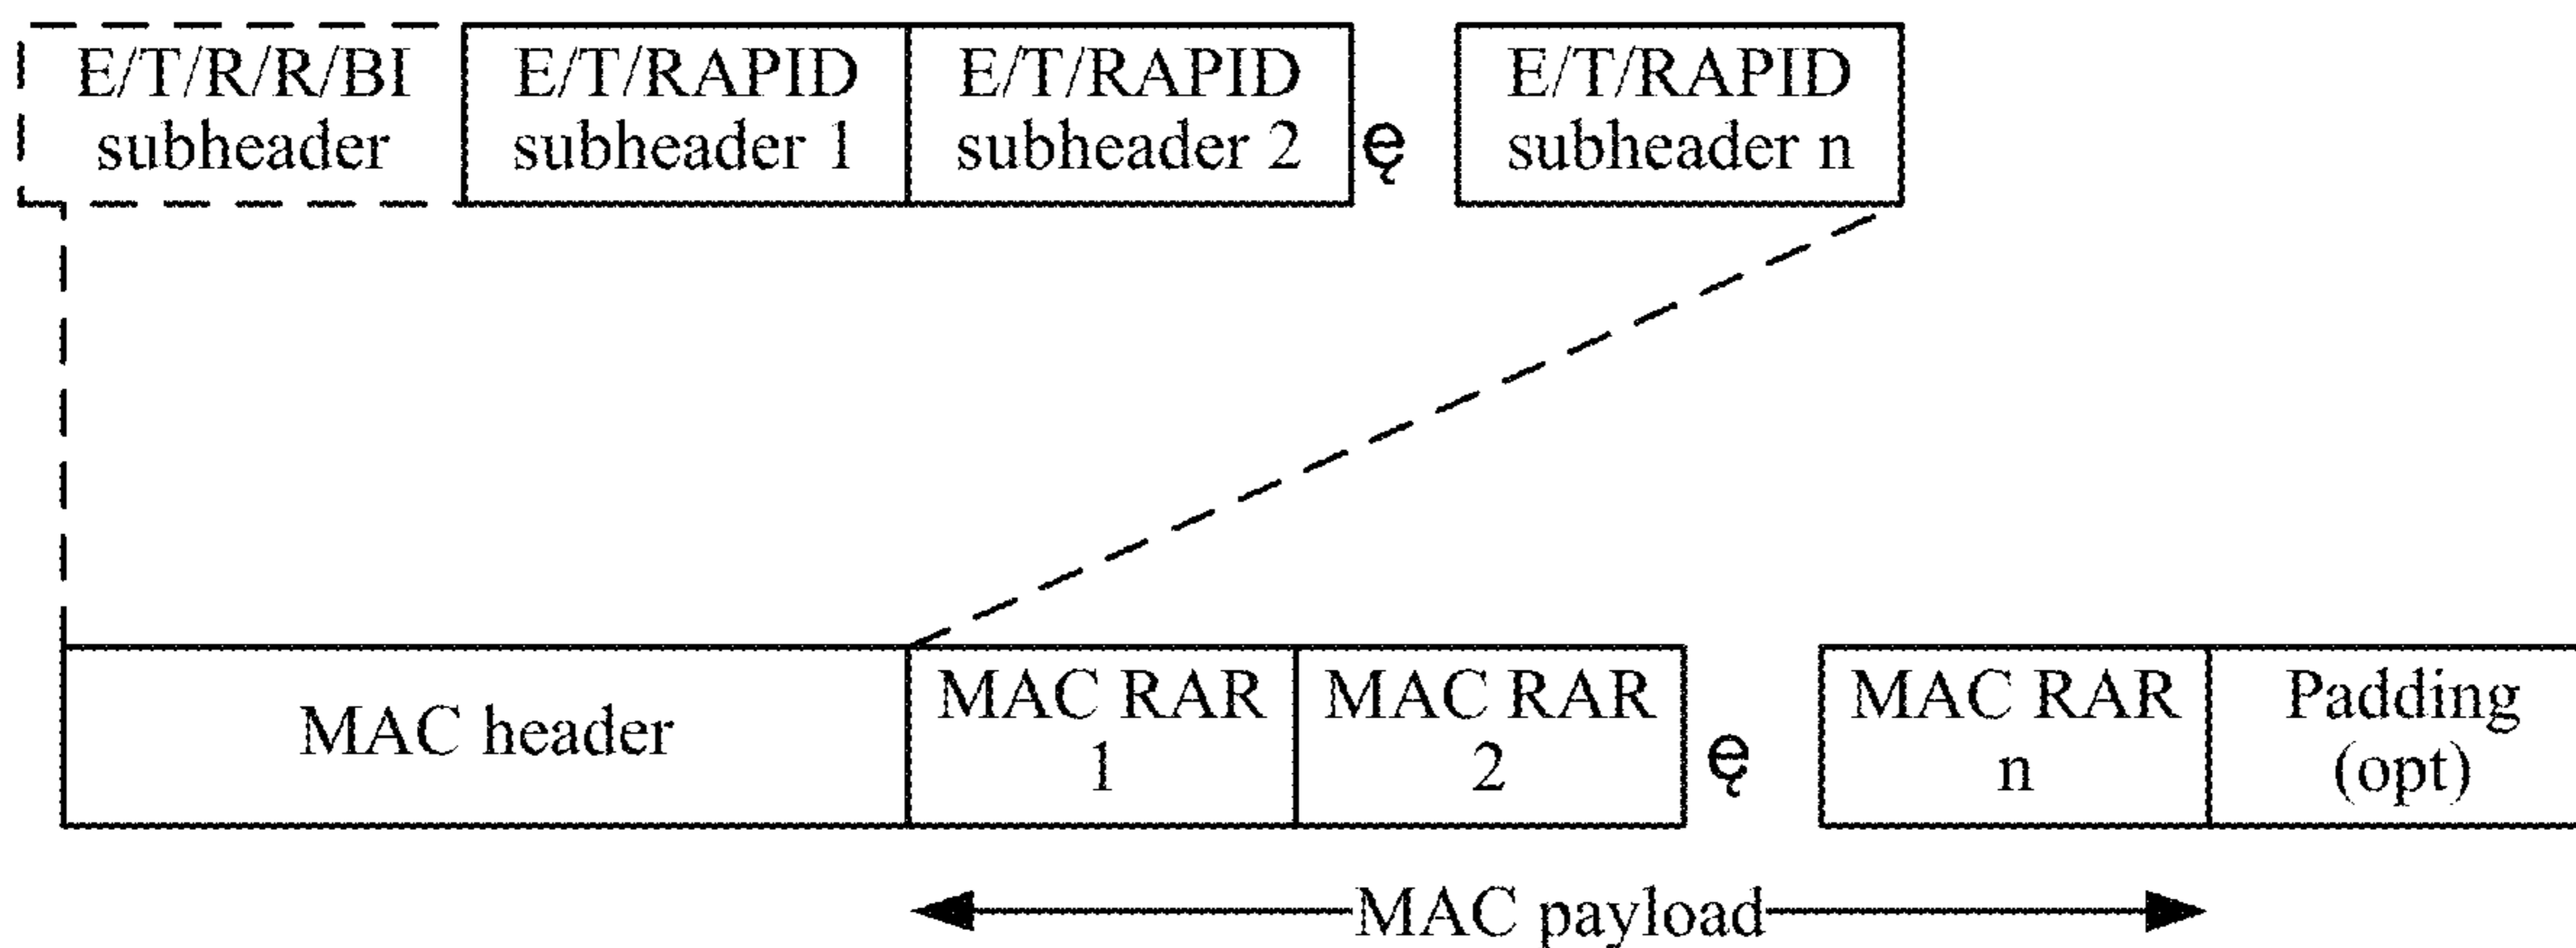 E/T/R/R/BI
subheader
E/T/RAPID
subheader 1
E/T/RAPID
subheader 2
ę
E/T/RAPID
subheader n
MAC header
MAC RAR
1
MAC RAR
2
ę
MAC RAR
n
Padding
(opt)
MAC payload